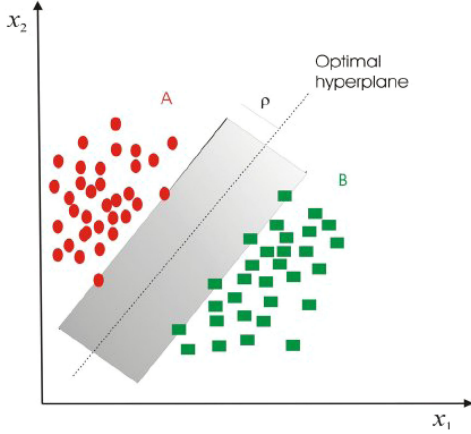 x₂
Optimal
hyperplane
A
ρ
B
x₁